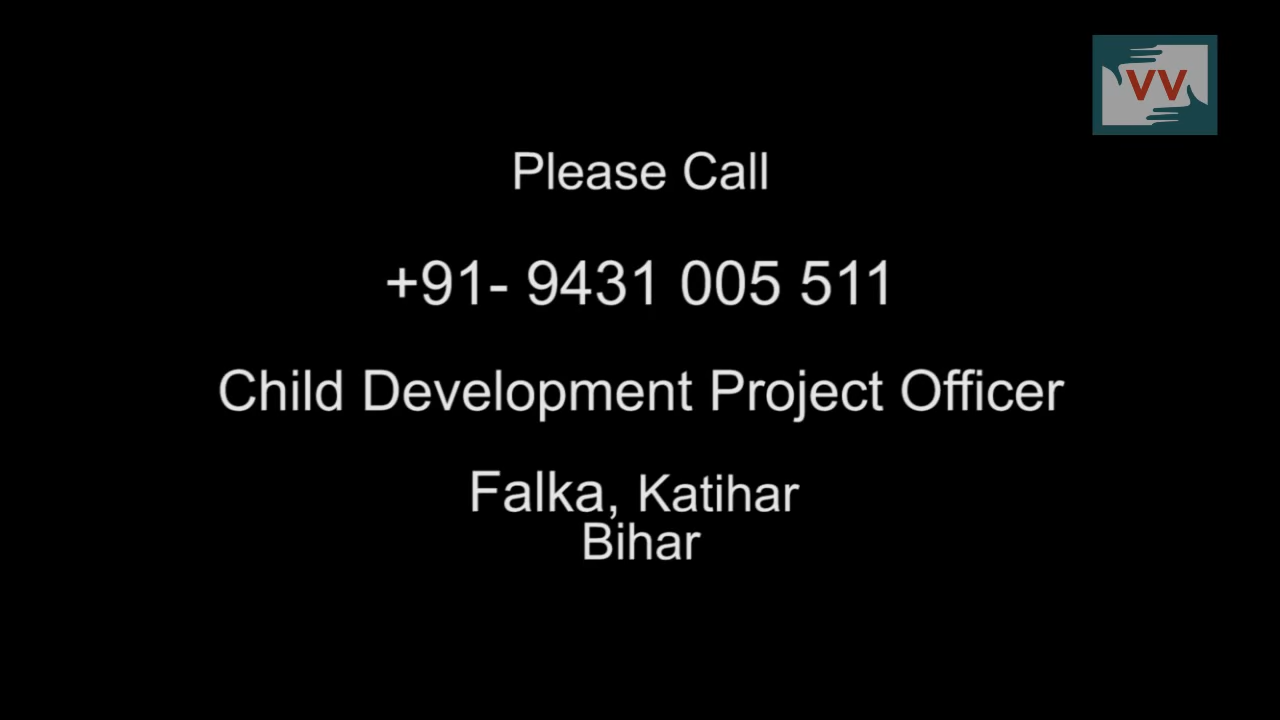 VV
Please Call
+91- 9431 005 511
Child Development Project Officer
Falka, Katihar
Bihar